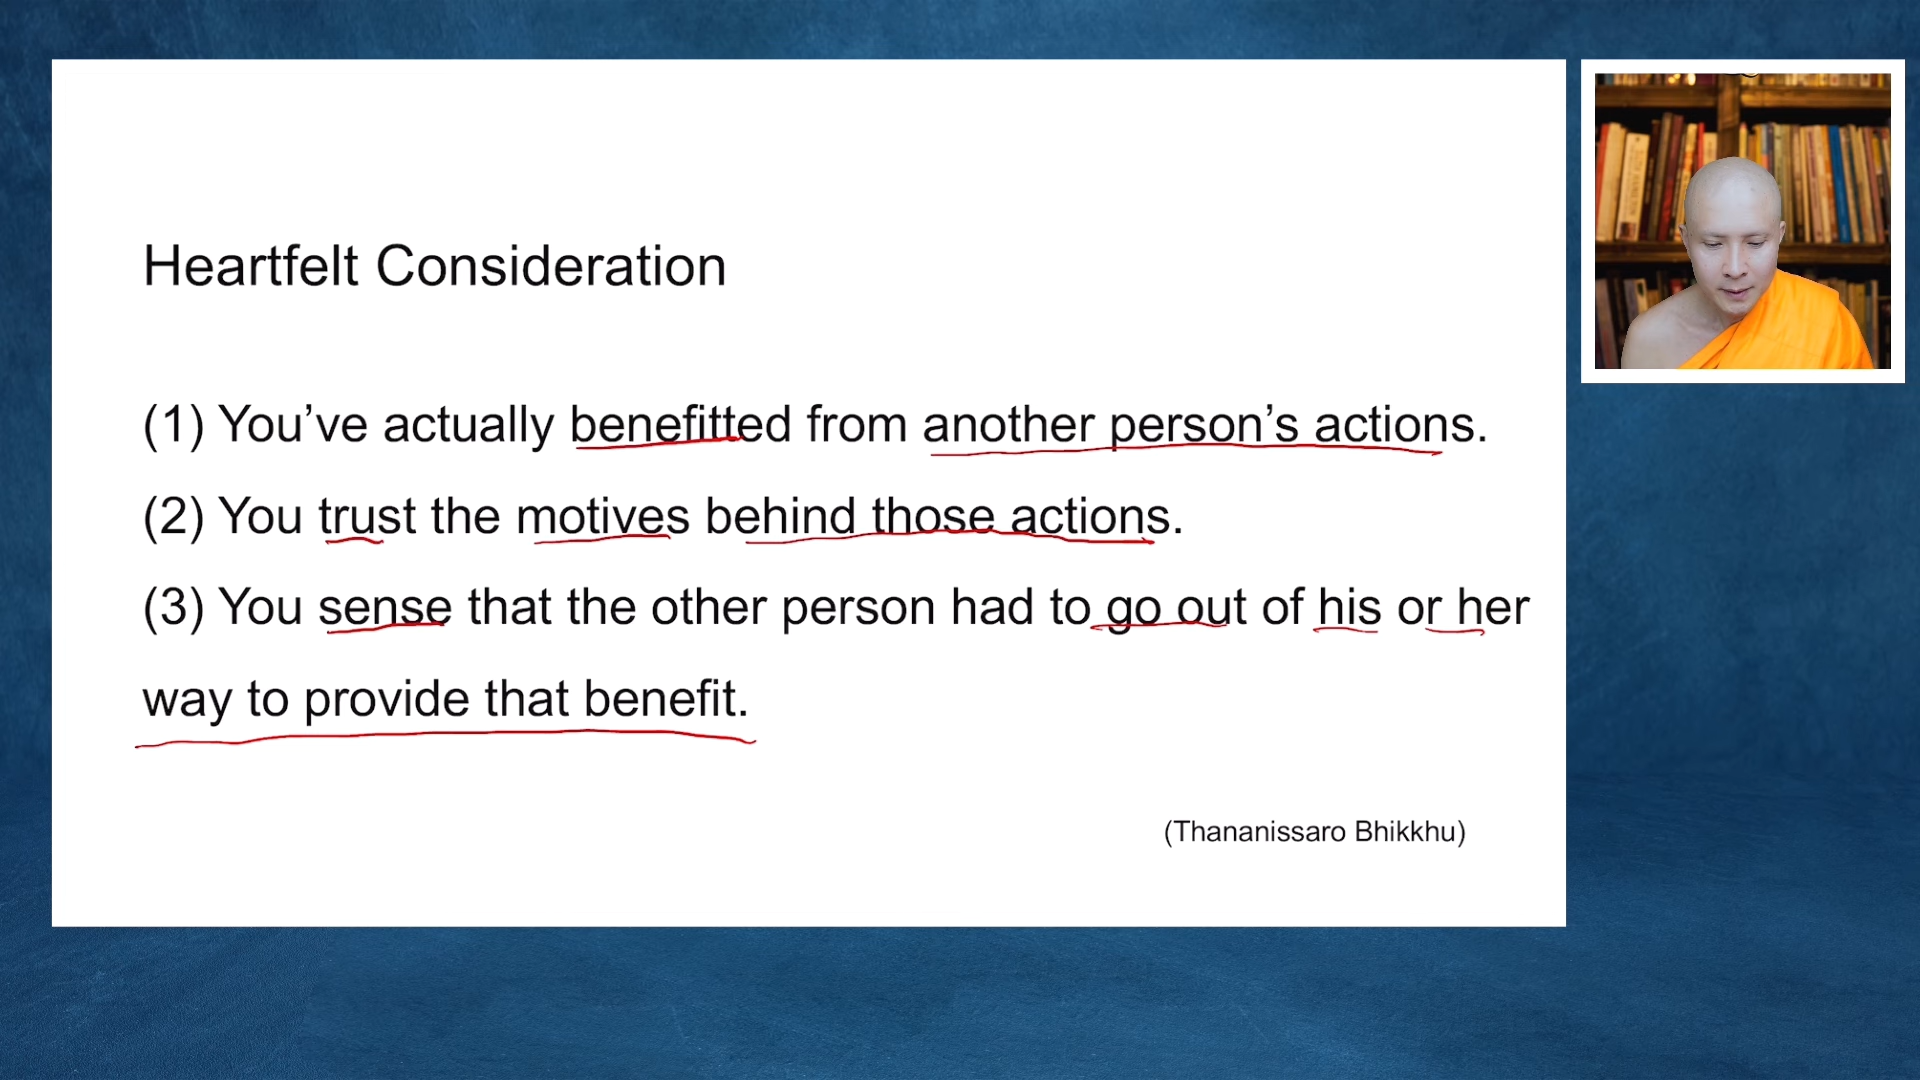 Heartfelt Consideration
(1) You’ve actually benefitted from another person’s actions.
(2) You trust the motives behind those actions.
(3) You sense that the other person had to go out of his or her
way to provide that benefit.
(Thananissaro Bhikkhu)